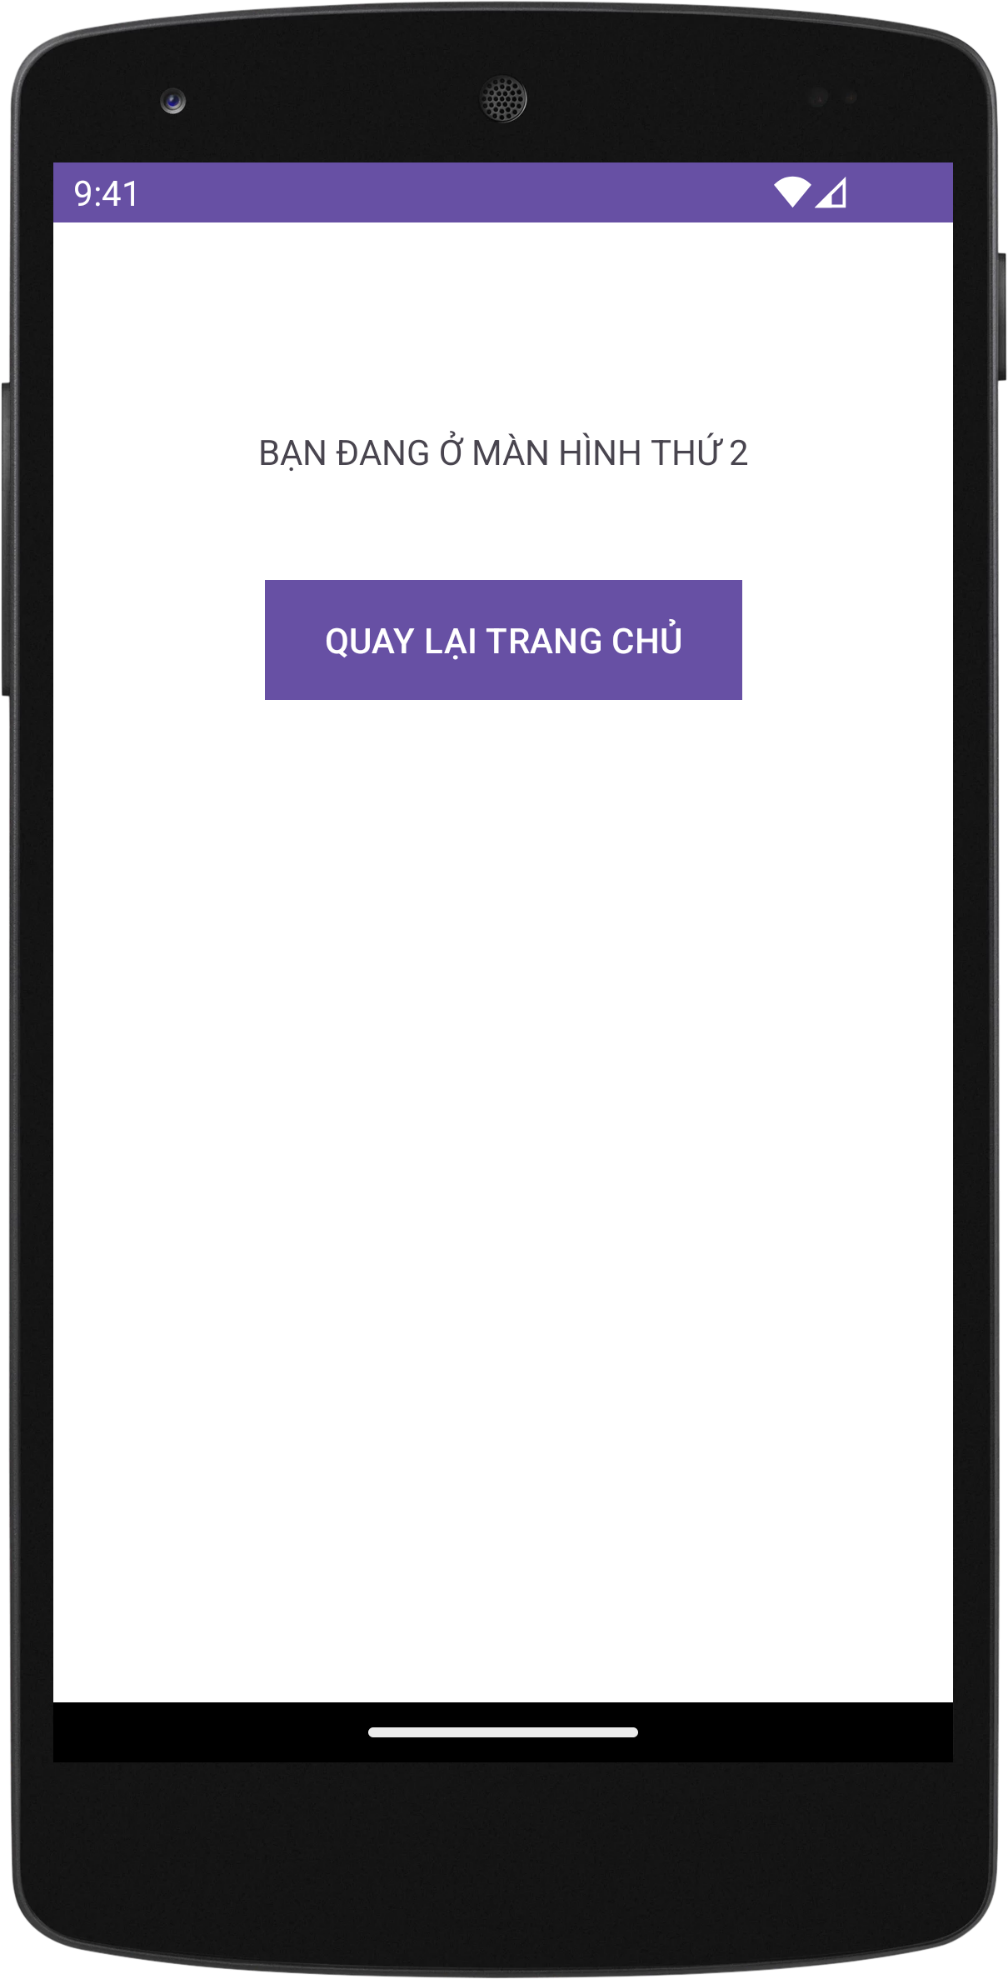 9:41
BẠN ĐANG Ở MÀN HÌNH THỨ 2
QUAY LẠI TRANG CHỦ